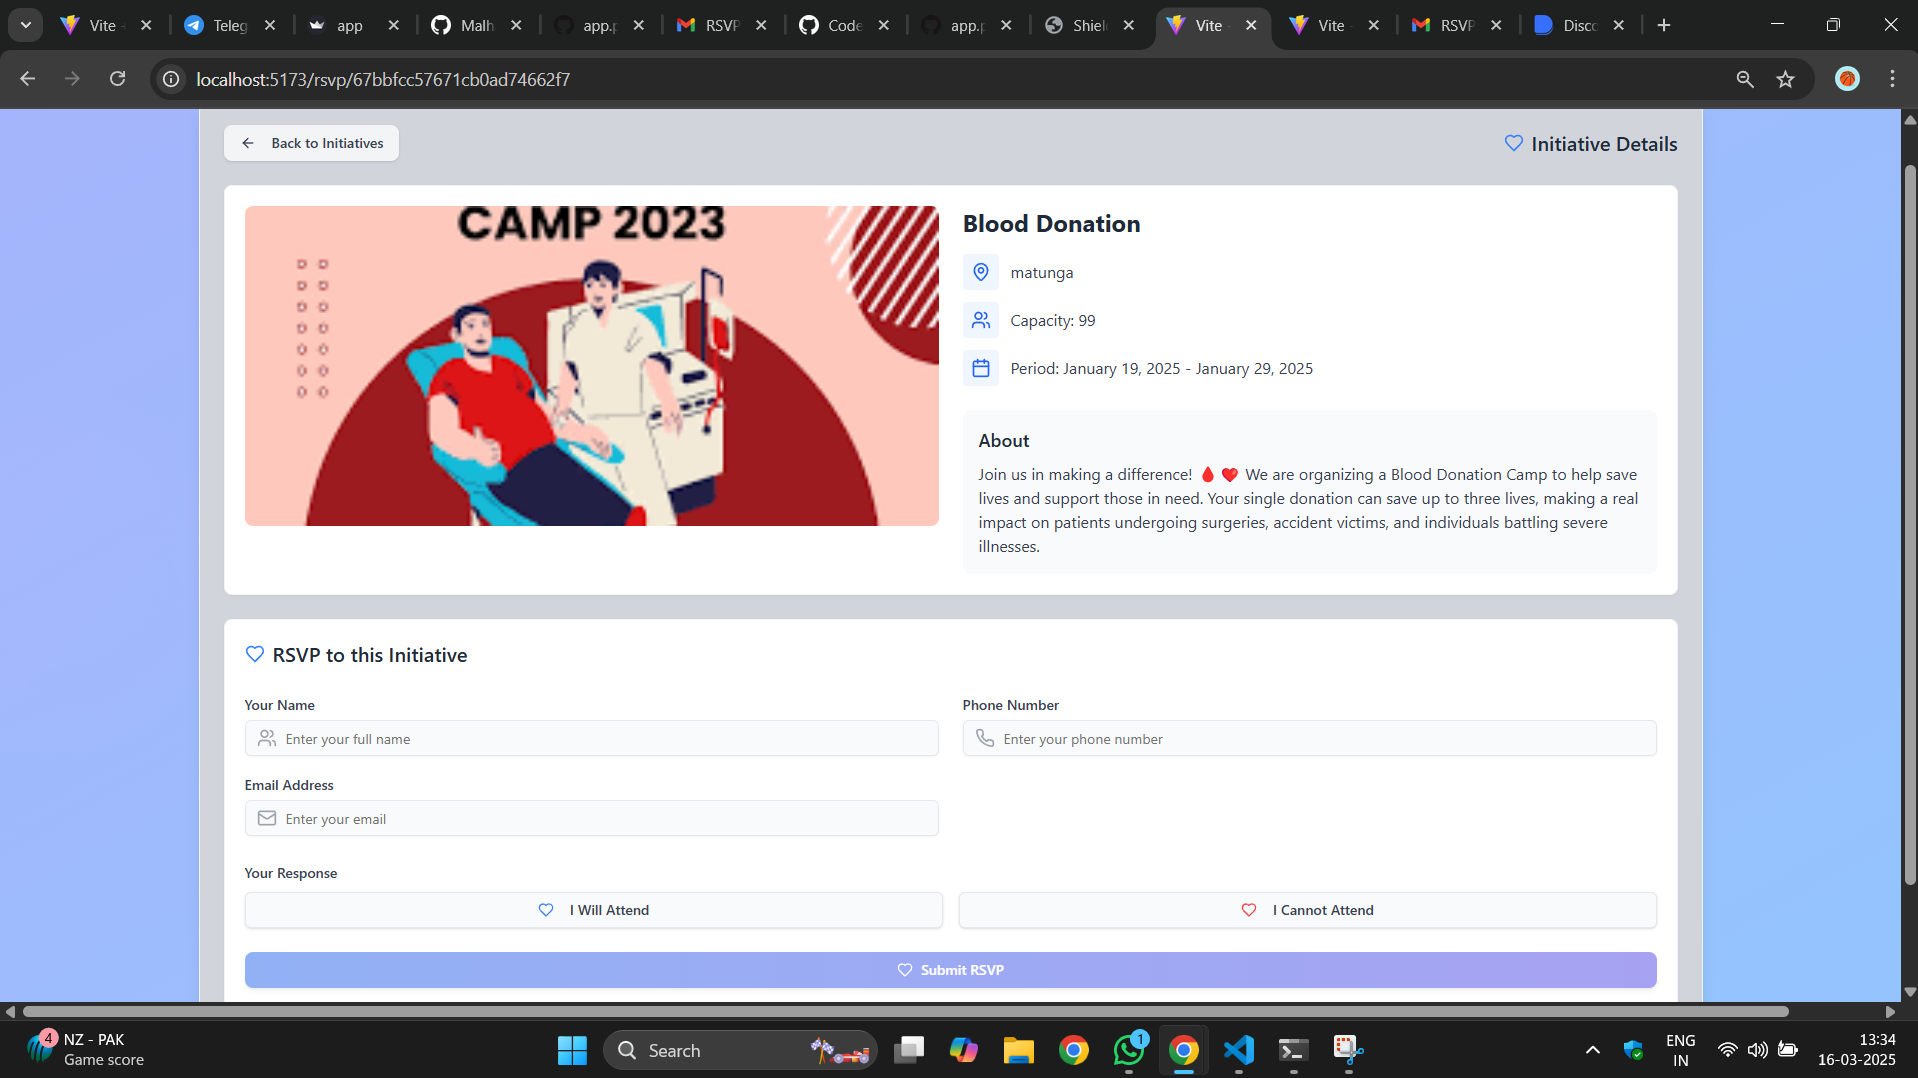 Vite
Teleg
app
Malh
app.p
RSVP
Code
app.p
Shiel
Vite
Vite
RSVP
Disco
localhost:5173/rsvp/67bbfcc57671cb0ad74662f7
Back to Initiatives
Initiative Details
CAMP 2023
Blood Donation
matunga
Capacity: 99
Period: January 19, 2025 - January 29, 2025
About
Join us in making a difference! 🩸 ❤️ We are organizing a Blood Donation Camp to help save
lives and support those in need. Your single donation can save up to three lives, making a real
impact on patients undergoing surgeries, accident victims, and individuals battling severe
illnesses.
RSVP to this Initiative
Your Name
Phone Number
Enter your full name
Enter your phone number
Email Address
Enter your email
Your Response
I Will Attend
I Cannot Attend
Submit RSVP
4
NZ - PAK
Game score
Search
1
ENG
IN
13:34
16-03-2025